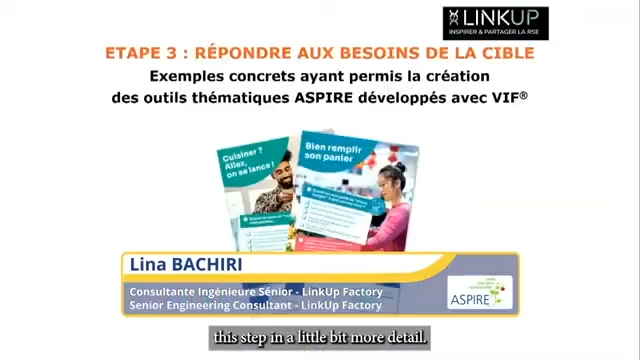 LINKUP
INSPIRER & PARTAGER LA RSE
ETAPE 3 : RÉPONDRE AUX BESOINS DE LA CIBLE
Exemples concrets ayant permis la création
des outils thématiques ASPIRE développés avec VIF®
Cuisiner ?
Allez,
on se lance !
Bien remplir
son panier
Lina BACHIRI
Consultante Ingénieure Sénior - LinkUp Factory
Senior Engineering Consultant - LinkUp Factory
ASPIRE
this step in a little bit more detail.